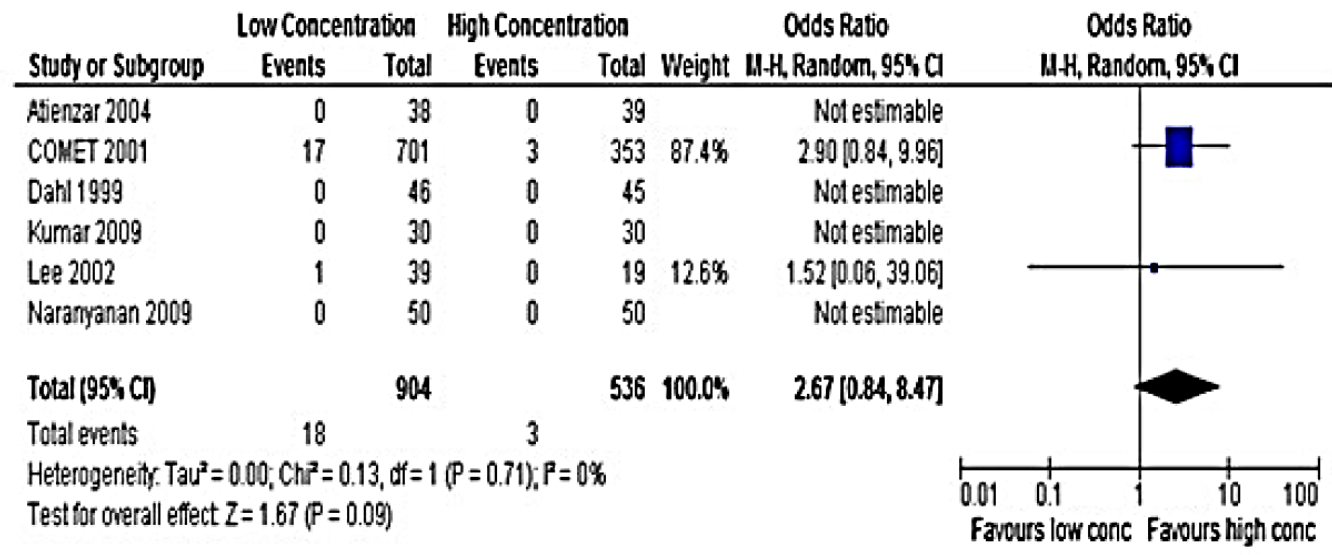 Low Concentration High Concentration Odds Ratio Odds Ratio
Study or Subgroup Events Total Events Total Weight M-H, Random, 95% CI M-H, Random, 95% CI
Atienzar 2004 0 38 0 39 Not estimable
COMET 2001 17 701 3 353 87.4% 2.90 [0.84, 9.96]
Dahl 1999 0 46 0 45 Not estimable
Kumar 2009 0 30 0 30 Not estimable
Lee 2002 1 39 0 19 12.6% 1.52 [0.06, 39.06]
Naranyanan 2009 0 50 0 50 Not estimable
Total (95% CI) 904 536 100.0% 2.67 [0.84, 8.47]
Total events 18 3
Heterogeneity: Tau² = 0.00; Chi² = 0.13, df = 1 (P = 0.71); I² = 0%
Test for overall effect: Z = 1.67 (P = 0.09)
0.01 0.1 1 10 100
Favours low conc Favours high conc